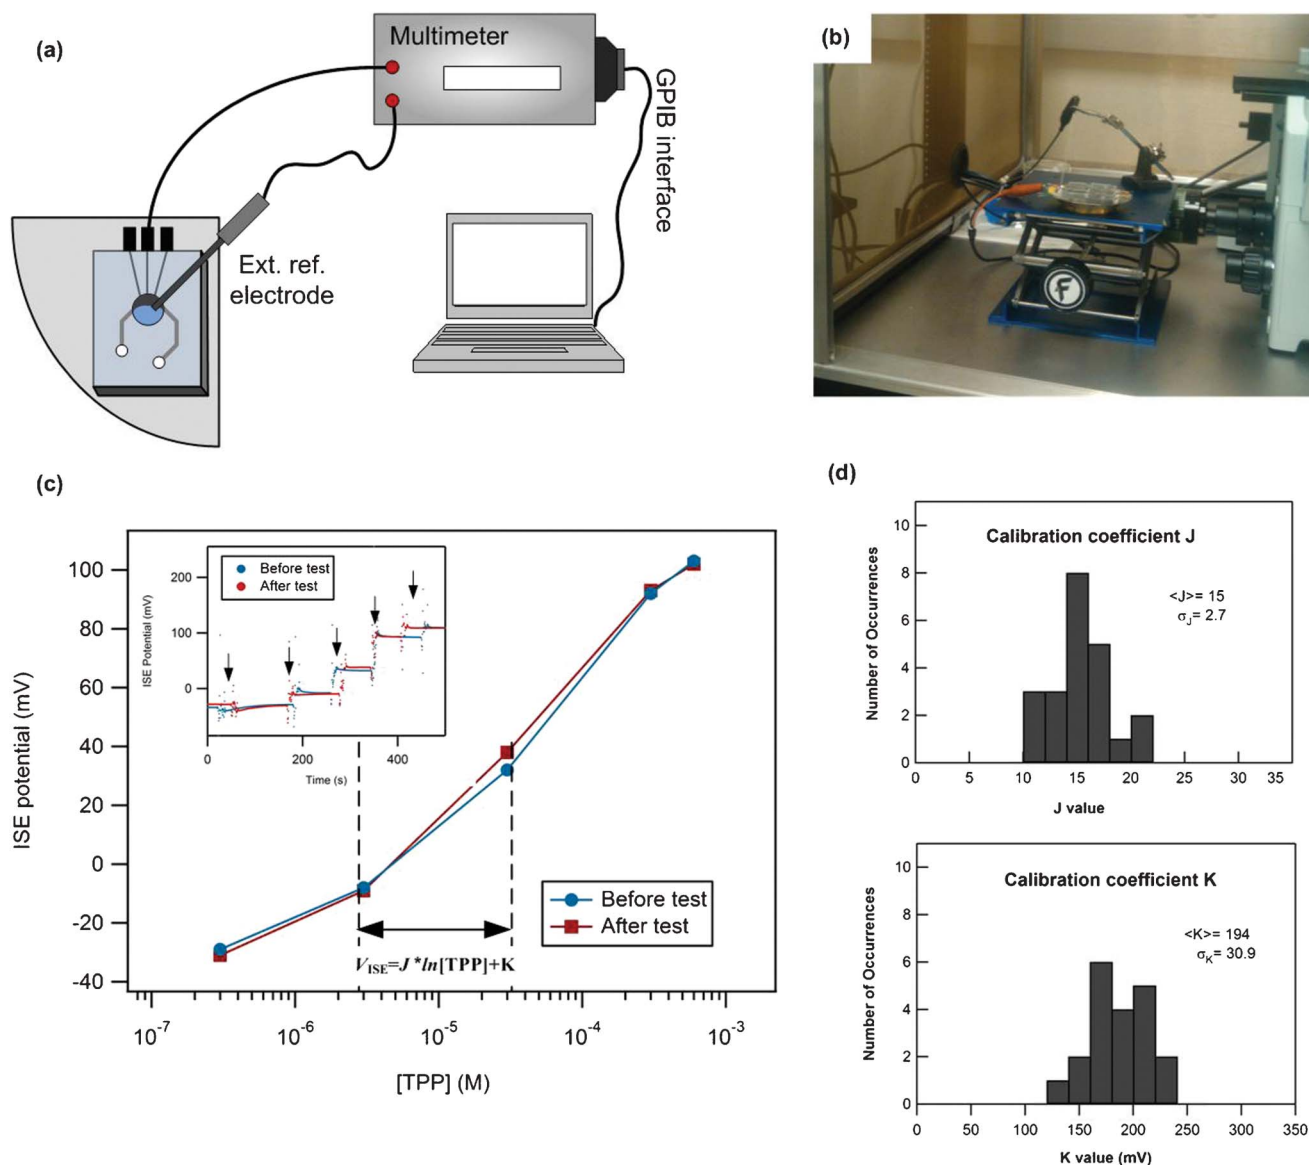 (a)
Multimeter
GPIB interface
Ext. ref.
electrode
(b)
F
(c)
ISE potential (mV)
100
80
60
40
20
0
-20
-40
10-7
10-6
10-5
10-4
10-3
[TPP] (M)
Before test
After test
ISE Potential (mV)
200
100
0
0
200
400
Time (s)
Before test
After test
VISE=J*ln[TPP]+K
(d)
Calibration coefficient J
<J>= 15
σJ= 2.7
Number of Occurrences
10
8
6
4
2
0
0
5
10
15
20
25
30
35
J value
Calibration coefficient K
<K>= 194
σK= 30.9
Number of Occurrences
10
8
6
4
2
0
0
50
100
150
200
250
300
350
K value (mV)